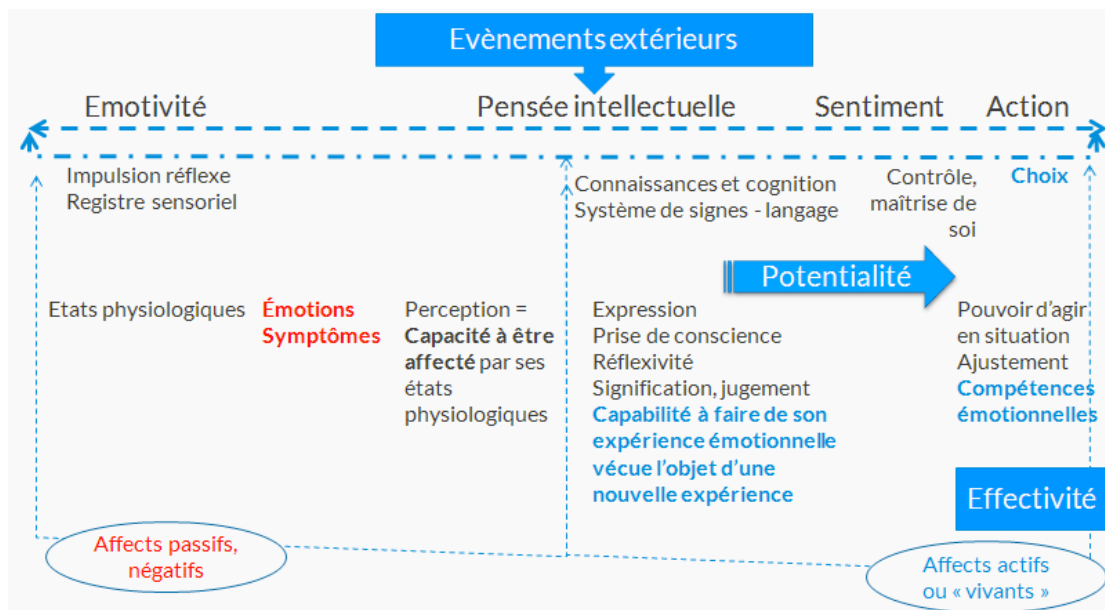 Evènements extérieurs
Emotivité
Pensée intellectuelle
Sentiment
Action
Impulsion réflexe
Registre sensoriel
Connaissances et cognition
Système de signes - langage
Contrôle,
maîtrise de
soi
Choix
Potentialité
Etats physiologiques
Émotions
Symptômes
Perception =
Capacité à être
affecté par ses
états
physiologiques
Expression
Prise de conscience
Réflexivité
Signification, jugement
Capabilité à faire de son
expérience émotionnelle
vécue l’objet d’une
nouvelle expérience
Pouvoir d’agir
en situation
Ajustement
Compétences
émotionnelles
Effectivité
Affects passifs,
négatifs
Affects actifs
ou « vivants »